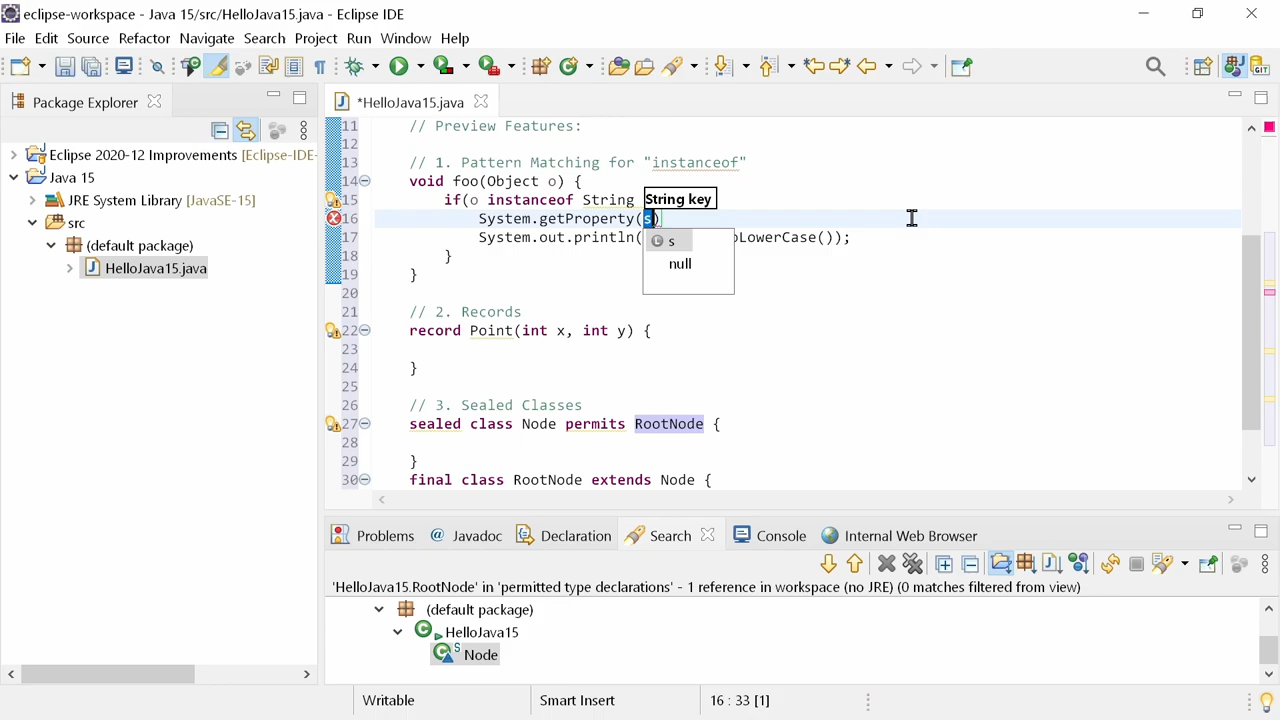 eclipse-workspace - Java 15/src/HelloJava15.java - Eclipse IDE
File Edit Source Refactor Navigate Search Project Run Window Help
Package Explorer
Eclipse 2020-12 Improvements [Eclipse-IDE-
Java 15
JRE System Library [JavaSE-15]
src
(default package)
HelloJava15.java
*HelloJava15.java
11 // Preview Features:
12
13 // 1. Pattern Matching for "instanceof"
14 void foo(Object o) {
15 if(o instanceof String
String key
16 System.getProperty(s)
17 System.out.println( oLowerCase());
s
null
18 }
19 }
20
21 // 2. Records
22 record Point(int x, int y) {
23
24 }
25
26 // 3. Sealed Classes
27 sealed class Node permits RootNode {
28
29 }
30 final class RootNode extends Node {
Problems Javadoc Declaration Search Console Internal Web Browser
'HelloJava15.RootNode' in 'permitted type declarations' - 1 reference in workspace (no JRE) (0 matches filtered from view)
(default package)
HelloJava15
Node
Writable Smart Insert 16 : 33 [1]